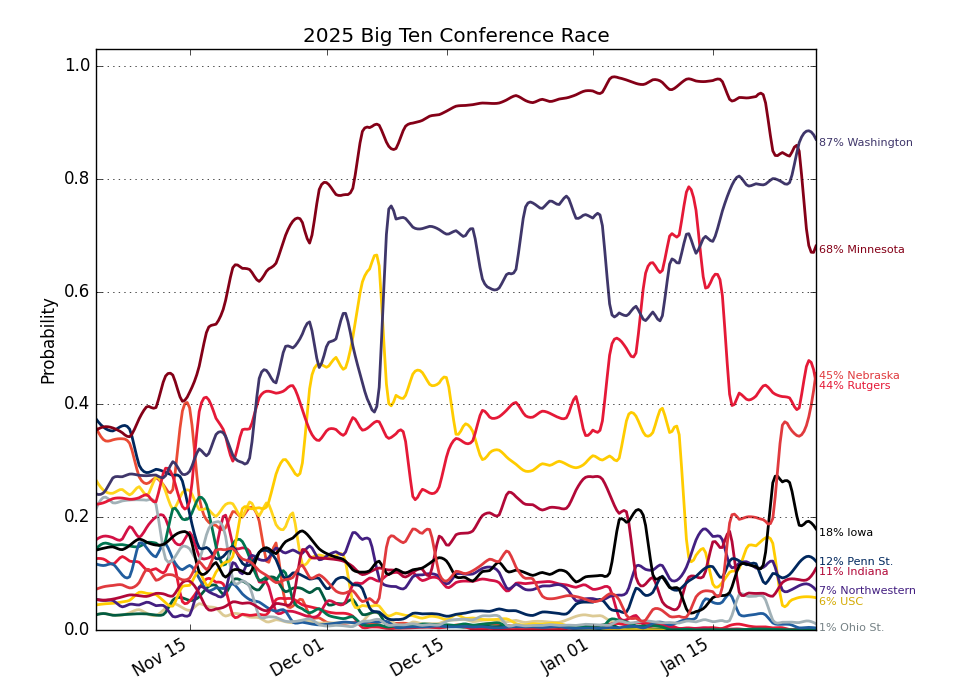 2025 Big Ten Conference Race
Probability
1.0
0.8
0.6
0.4
0.2
0.0
Nov 15
Dec 01
Dec 15
Jan 01
Jan 15
87% Washington
68% Minnesota
45% Nebraska
44% Rutgers
18% Iowa
12% Penn St.
11% Indiana
7% Northwestern
6% USC
1% Ohio St.